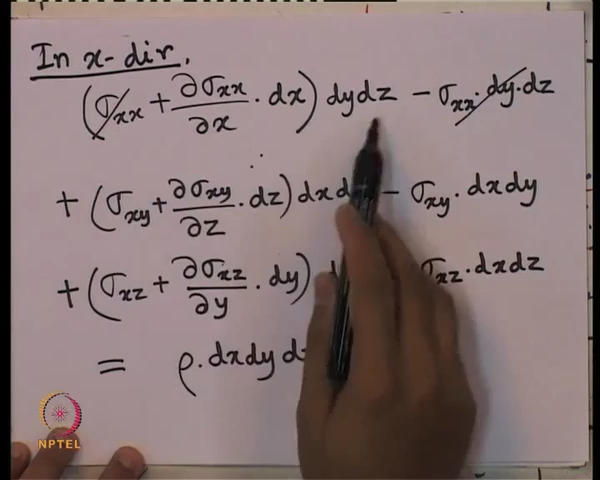 In x-dir.
(σxx + ∂σxx/∂x · dx) dydz − σxx · dy·dz
+ (σxy + ∂σxy/∂z · dz) dxd − σxy · dxdy
+ (σxz + ∂σxz/∂y · dy) σxz · dxdz
= ρ· dxdy d
NPTEL